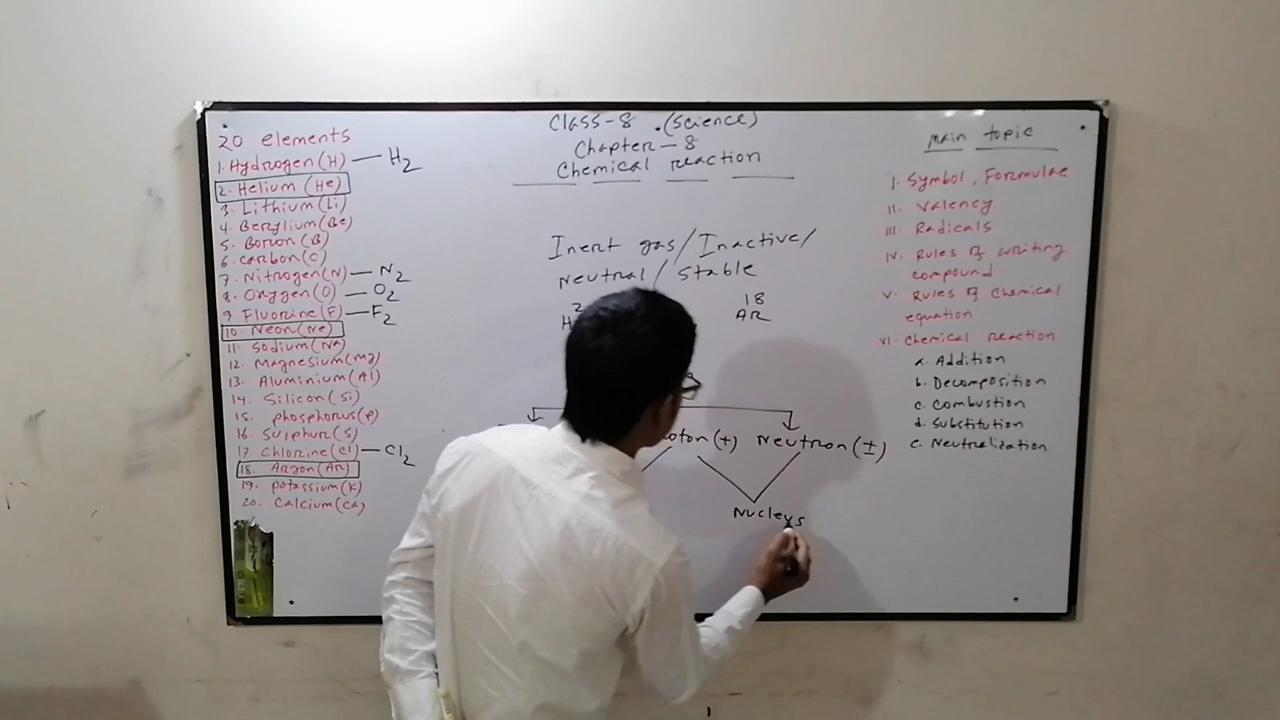 20 elements
1. Hydrogen (H) — H2
2. Helium (He)
3. Lithium (Li)
4. Berylium (Be)
5. Boron (B)
6. carbon (C)
7. Nitrogen (N) — N2
8. Oxygen (O) — O2
9. Fluorine (F) — F2
10. Neon (Ne)
11. Sodium (Na)
12. Magnesium (Mg)
13. Aluminium (Al)
14. Silicon (Si)
15. phosphorus (P)
16. Sulphur (S)
17. Chlorine (Cl) — Cl2
18. Argon (AR)
19. potassium (K)
20. Calcium (Ca)
Class-8 . (Science)
Chapter-8
Chemical reaction
Inert gas / Inactive /
Neutral / Stable
2 18
H AR
oton (+) Neutron (±)
Nucleus
main topic
I. Symbol, Formulae
II. Valency
III. Radicals
IV. Rules of writing
compound
V. Rules of Chemical
equation
VI. Chemical reaction
a. Addition
b. Decomposition
c. Combustion
d. Substitution
e. Neutralization